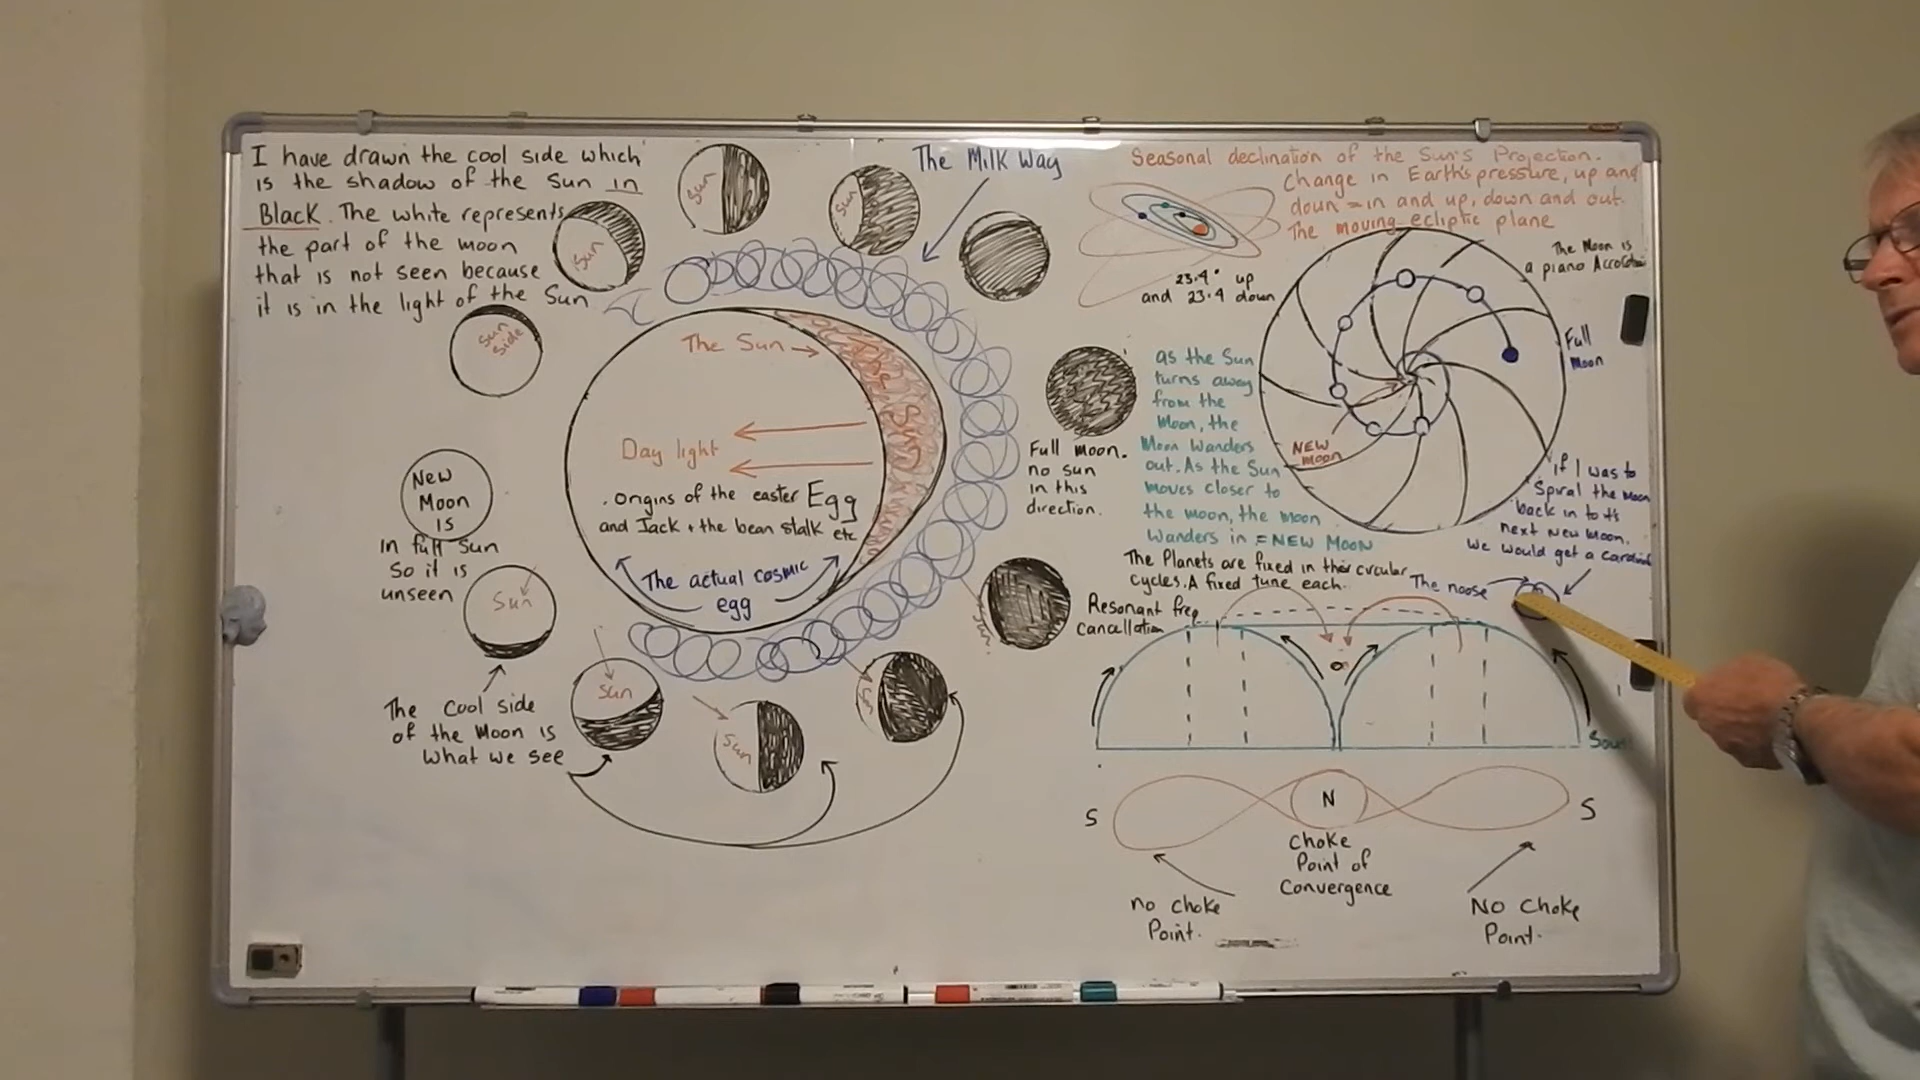 I have drawn the cool side which
is the shadow of the Sun in
Black. The white represents
the part of the moon
that is not seen because
it is in the light of the Sun
Sun
Sun
Sun
Sun
side
New
Moon
is
In full Sun
So it is
unseen
Sun
The cool side
of the Moon is
what we see
Sun
Sun
Sun
Sun
Full moon.
no sun
in this
direction.
The Milk Way
The Sun
The Sun
Day light
. origins of the easter Egg
and Jack + the bean stalk etc
The actual cosmic
egg
Seasonal declination of the Sun's Projection.
Change in Earth's pressure, up and
down = in and up, down and out.
The moving ecliptic plane
23.4° up
and 23.4 down
The Moon is
a piano
Full
Moon
NEW
moon
as the Sun
turns away
from the
Moon, the
Moon Wanders
out. As the Sun
moves closer to
the moon, the moon
Wanders in = NEW MOON
if I was to
Spiral the Moon
back in to it's
next New moon.
We would get a
The Planets are fixed in their circular
cycles. A fixed tune each.
The noose
Resonant freq
cancellation
S
N
S
Choke
Point of
Convergence
no choke
Point.
NO Choke
Point.